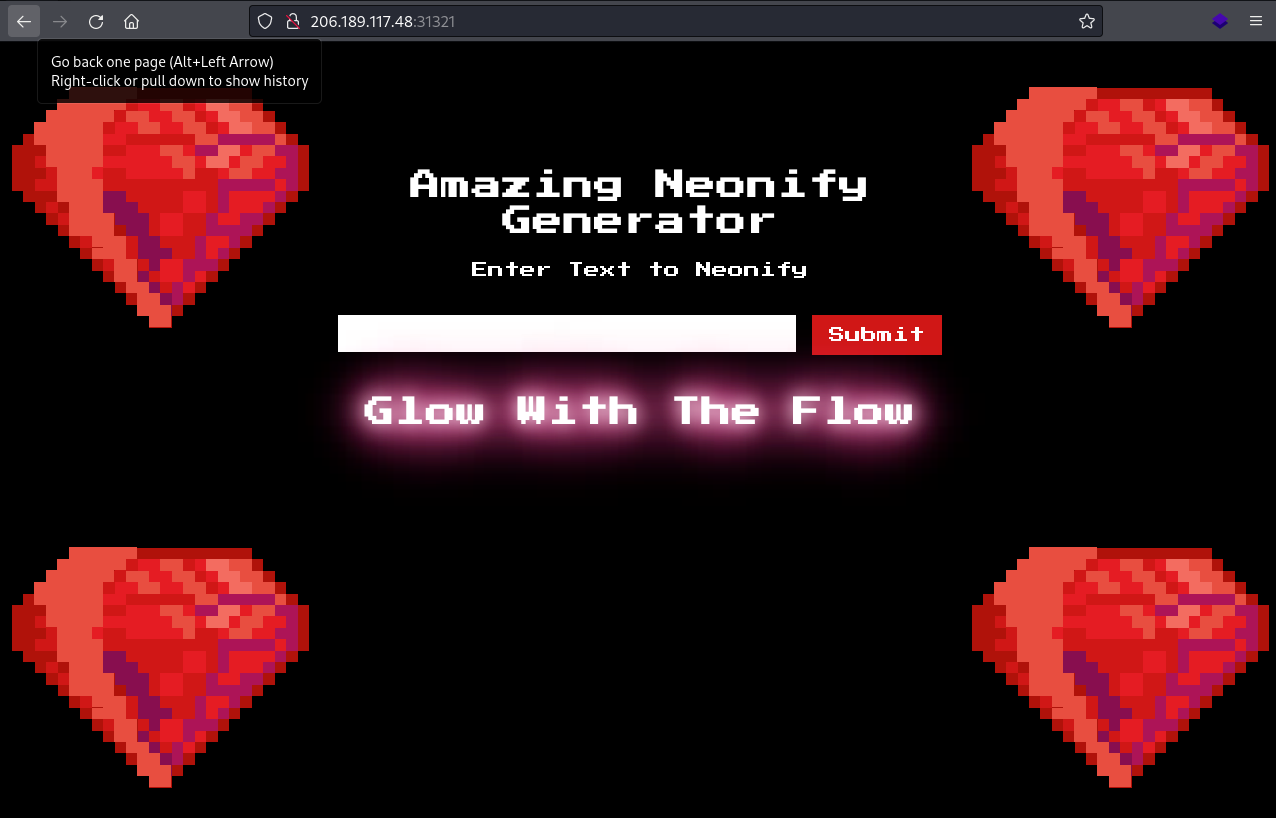 206.189.117.48:31321
Go back one page (Alt+Left Arrow)
Right-click or pull down to show history
Amazing Neonify
Generator
Enter Text to Neonify
Submit
Glow With The Flow